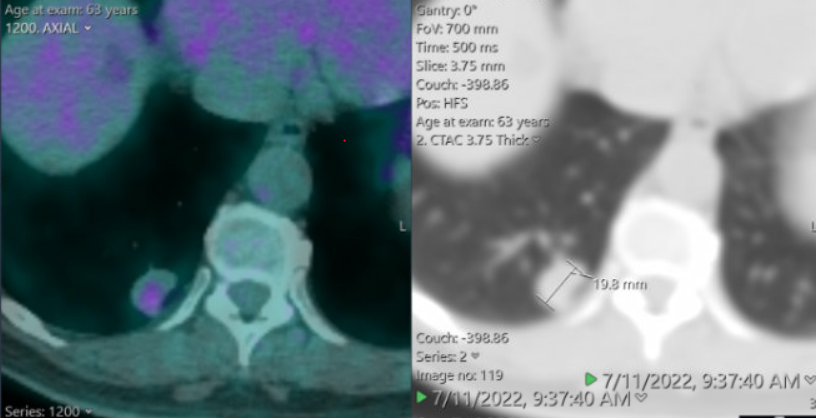 Age at exam: 63 years
1200. AXIAL
L
Series: 1200
Gantry: 0°
FoV: 700 mm
Time: 500 ms
Slice: 3.75 mm
Couch: -398.86
Pos: HFS
Age at exam: 63 years
2. CTAC 3.75 Thick
L
19.8 mm
Couch: -398.86
Series: 2
Image no: 119
7/11/2022, 9:37:40 AM
7/11/2022, 9:37:40 AM